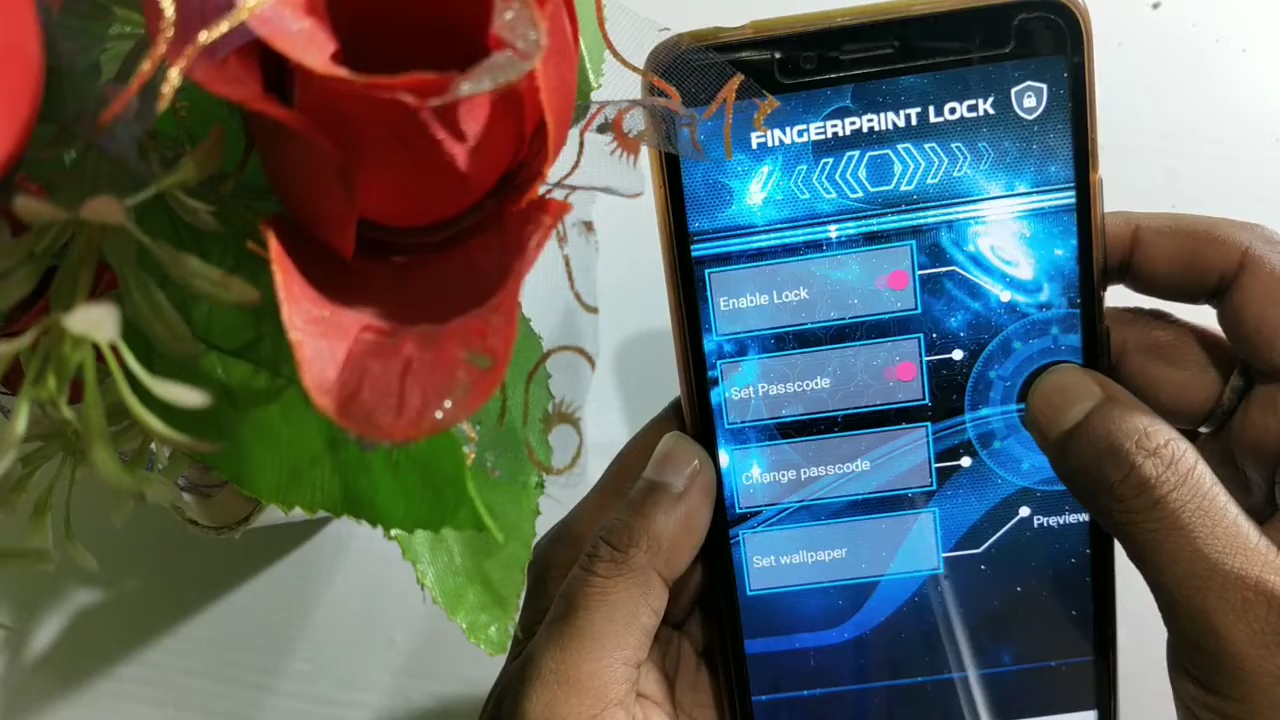 FINGERPRINT LOCK
Enable Lock
Set Passcode
Change passcode
Set wallpaper
Preview